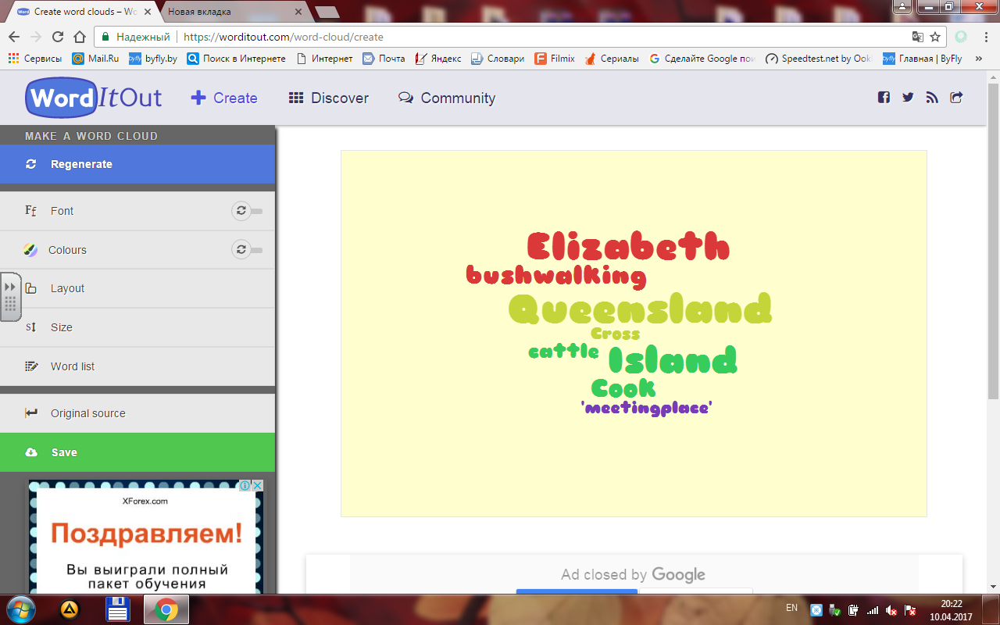 Create word clouds – Wo
Новая вкладка
Надежный
https://worditout.com/word-cloud/create
Сервисы
Mail.Ru
byfly byfly.by
Поиск в Интернете
Интернет
Почта
Яндекс
Словари
Filmix
Сериалы
Сделайте Google пои
Speedtest.net by Ookl
byfly Главная | ByFly
»
WordItOut
Create
Discover
Community
MAKE A WORD CLOUD
Regenerate
Font
Colours
Layout
Size
Word list
Original source
Save
XForex.com
Поздравляем!
Вы выиграли полный
пакет обучения
Elizabeth
bushwalking
Queensland
Cross
cattle Island
Cook
'meetingplace'
Ad closed by Google
EN
20:22
10.04.2017